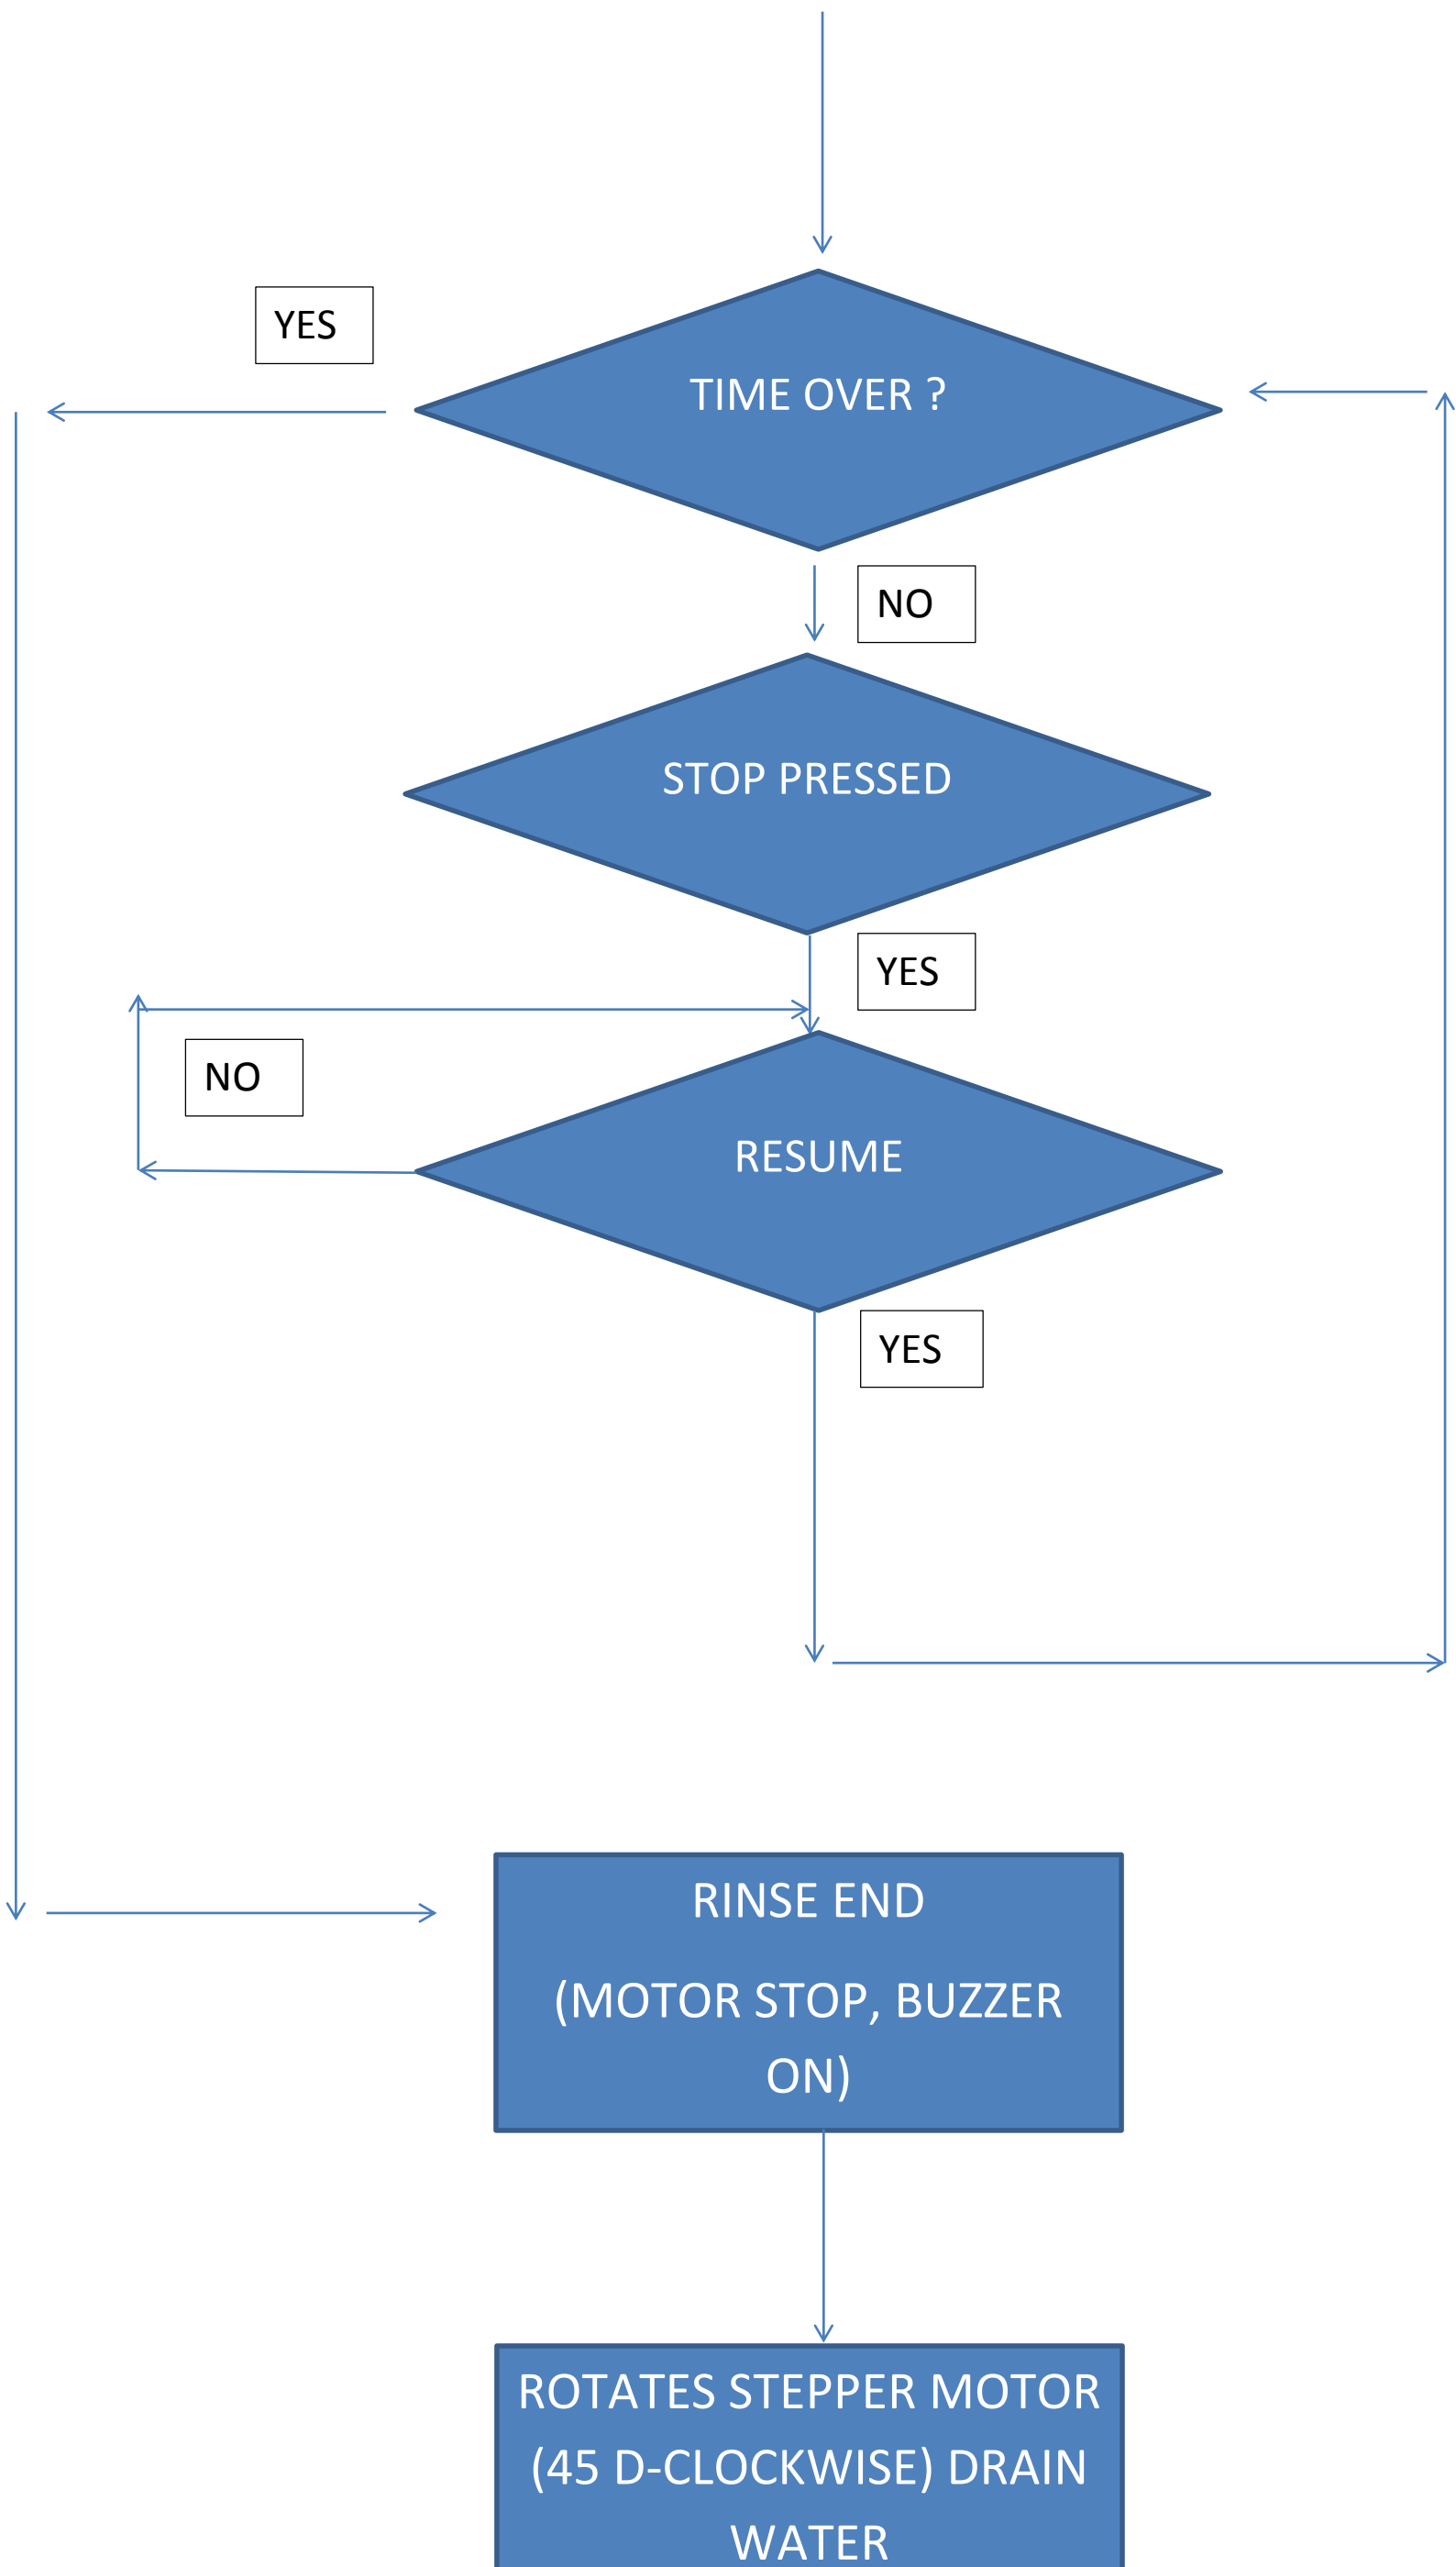 YES
TIME OVER ?
NO
STOP PRESSED
YES
NO
RESUME
YES
RINSE END
(MOTOR STOP, BUZZER
ON)
ROTATES STEPPER MOTOR
(45 D-CLOCKWISE) DRAIN
WATER